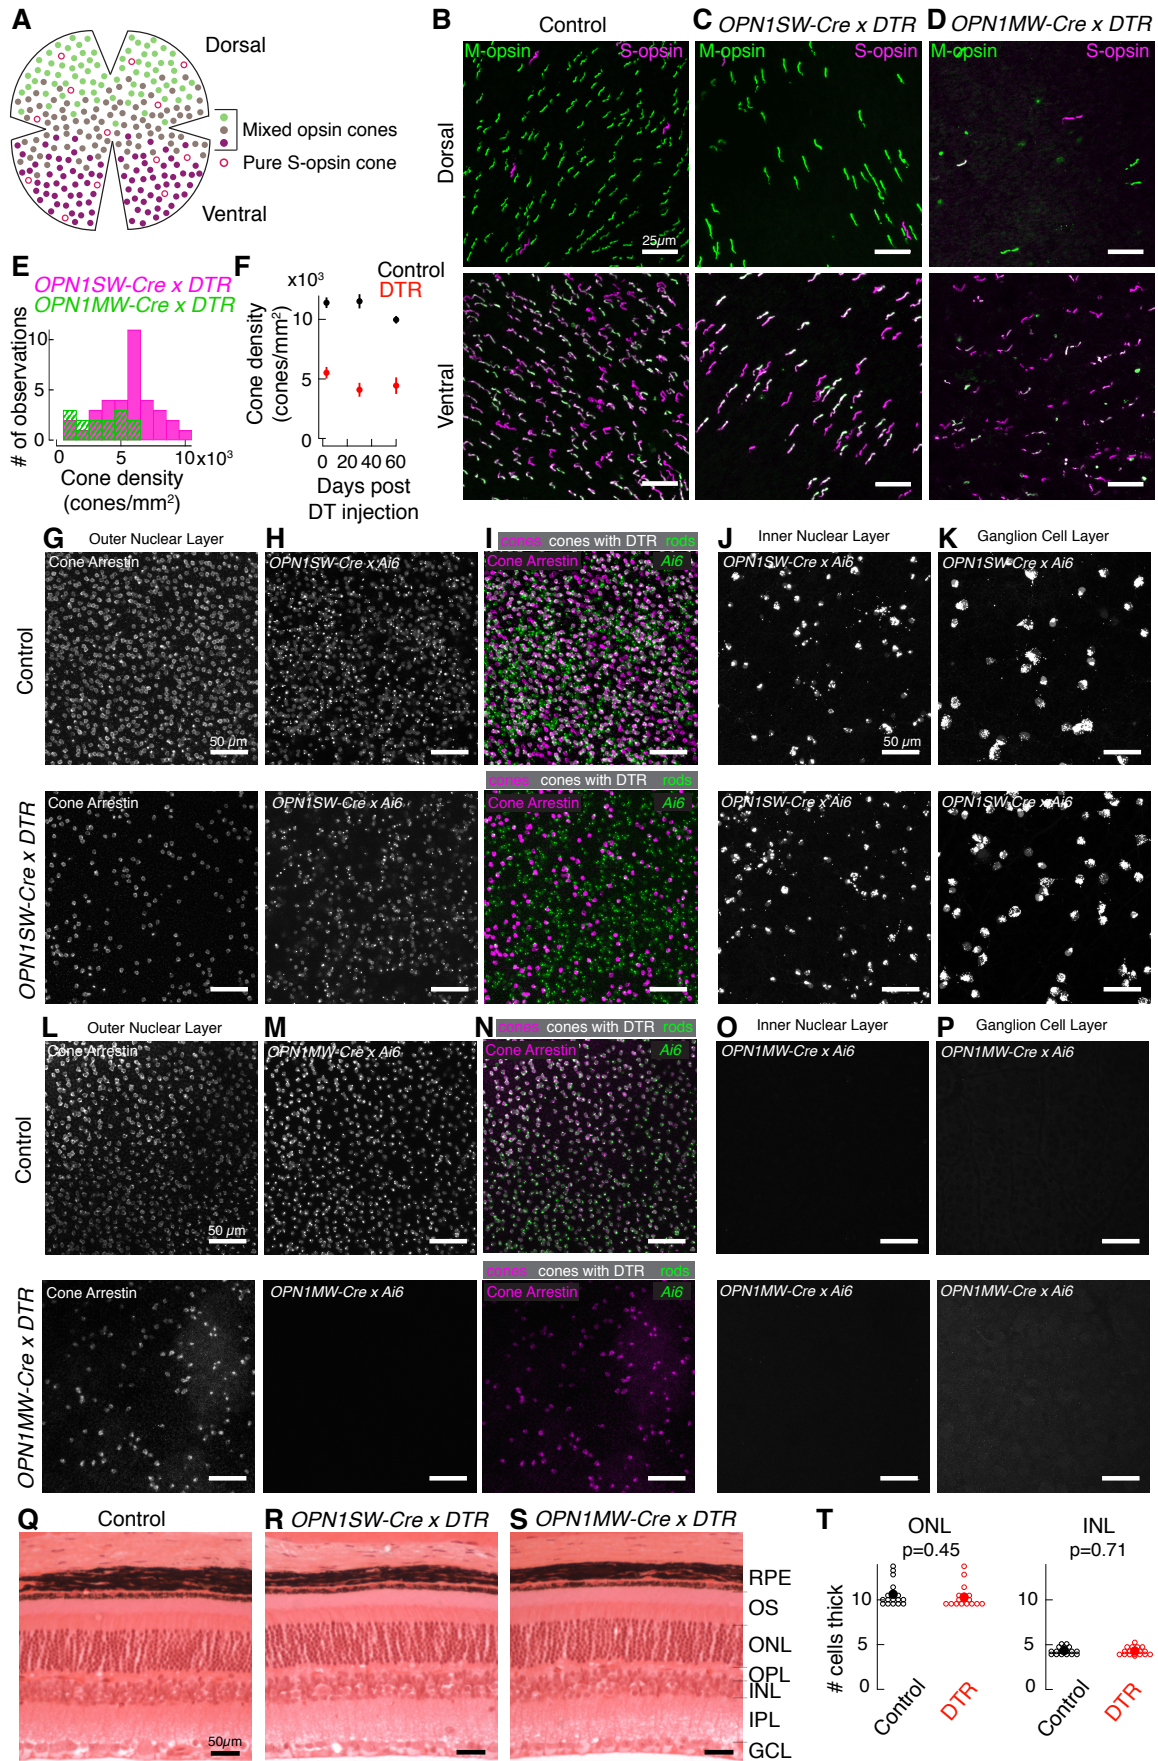 A
Dorsal
Mixed opsin cones
Pure S-opsin cone
Ventral
B Control
M-opsin S-opsin
Dorsal
25µm
Ventral
C OPN1SW-Cre x DTR
M-opsin S-opsin
D OPN1MW-Cre x DTR
S-opsin
E
OPN1SW-Cre x DTR
OPN1MW-Cre x DTR
# of observations
10
5
0
0 5 10x10³
Cone density
(cones/mm²)
F
x10³
Control
DTR
Cone density
(cones/mm²)
10
5
0
0 30 40 60
Days post
DT injection
G Outer Nuclear Layer H
Cone Arrestin
OPN1SW-Cre x Ai6
I
cones cones with DTR rods
Cone Arrestin Ai6
J Inner Nuclear Layer
OPN1SW-Cre x Ai6
K Ganglion Cell Layer
OPN1SW-Cre x Ai6
Control
50 µm
50 µm
OPN1SW-Cre x DTR
Cone Arrestin
OPN1SW-Cre x Ai6
cones cones with DTR rods
Cone Arrestin Ai6
OPN1SW-Cre x Ai6
OPN1SW-Cre x Ai6
L Outer Nuclear Layer M
Cone Arrestin
OPN1MW-Cre x Ai6
N
cones cones with DTR rods
Cone Arrestin Ai6
O Inner Nuclear Layer
OPN1MW-Cre x Ai6
P Ganglion Cell Layer
OPN1MW-Cre x Ai6
Control
50 µm
OPN1MW-Cre x DTR
Cone Arrestin
OPN1MW-Cre x Ai6
cones cones with DTR rods
Cone Arrestin Ai6
OPN1MW-Cre x Ai6
OPN1MW-Cre x Ai6
Q Control
50µm
R OPN1SW-Cre x DTR
S OPN1MW-Cre x DTR
RPE
OS
ONL
OPL
INL
IPL
GCL
T
ONL
p=0.45
# cells thick
10
5
0
Control
DTR
INL
p=0.71
10
5
0
Control
DTR